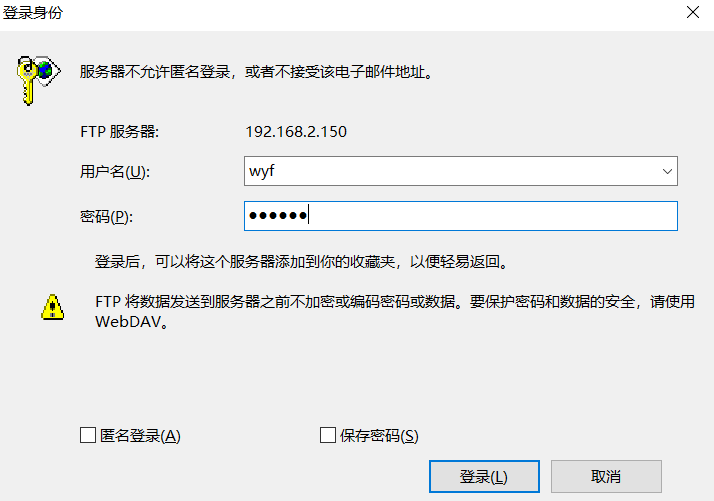 登录身份
服务器不允许匿名登录，或者不接受该电子邮件地址。
FTP 服务器: 192.168.2.150
用户名(U): wyf
密码(P): ●●●●●●
登录后，可以将这个服务器添加到你的收藏夹，以便轻易返回。
FTP 将数据发送到服务器之前不加密或编码密码或数据。要保护密码和数据的安全，请使用
WebDAV。
匿名登录(A) 保存密码(S)
登录(L) 取消